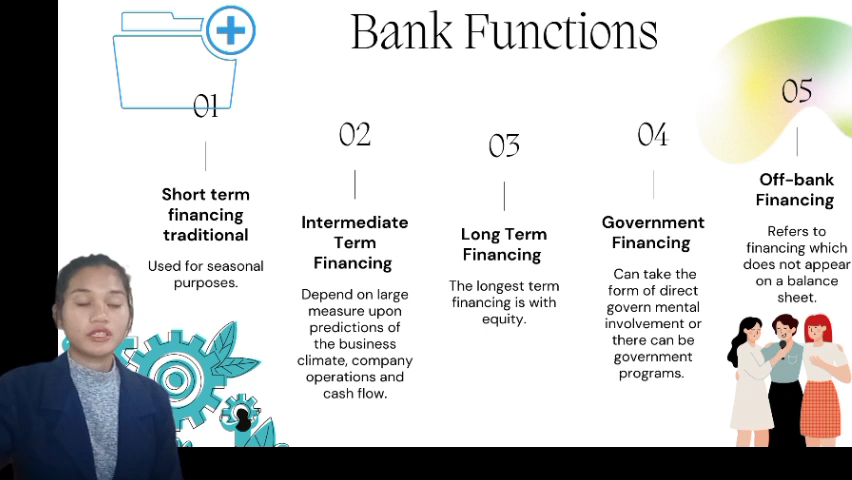 Bank Functions
01
Short term
financing
traditional
Used for seasonal
purposes.
02
Intermediate
Term
Financing
Depend on large
measure upon
predictions of
the business
climate, company
operations and
cash flow.
03
Long Term
Financing
The longest term
financing is with
equity.
04
Government
Financing
Can take the
form of direct
govern mental
involvement or
there can be
government
programs.
05
Off-bank
Financing
Refers to
financing which
does not appear
on a balance
sheet.